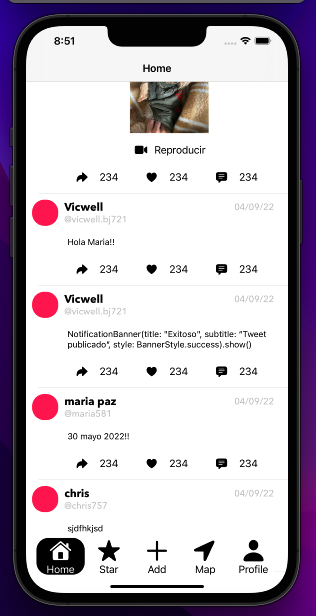 8:51
Home
Reproducir
234 234 234
Vicwell 04/09/22
@vicwell.bj721
Hola Maria!!
234 234 234
Vicwell 04/09/22
@vicwell.bj721
NotificationBanner(title: "Exitoso", subtitle: "Tweet
publicado", style: BannerStyle.success).show()
234 234 234
maria paz 04/09/22
@maria581
30 mayo 2022!!
234 234 234
chris 04/09/22
@chris757
sjdfhkjsd
Home Star Add Map Profile